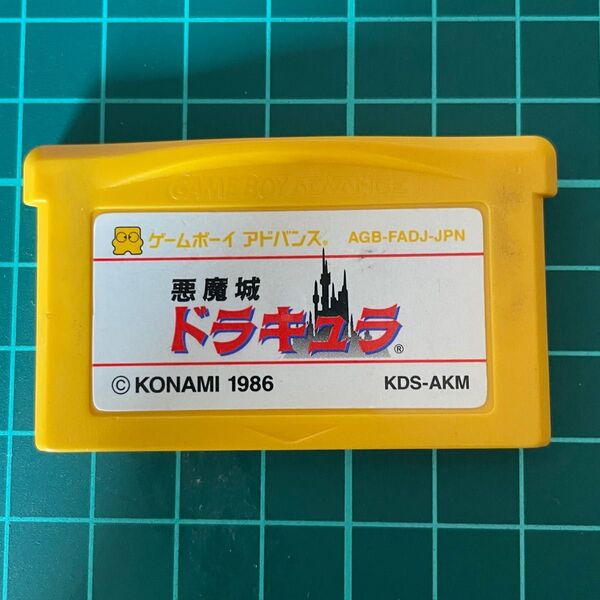 GAME BOY ADVANCE
ゲームボーイ アドバンス® AGB-FADJ-JPN
悪魔城
ドラキュラ®
© KONAMI 1986 KDS-AKM